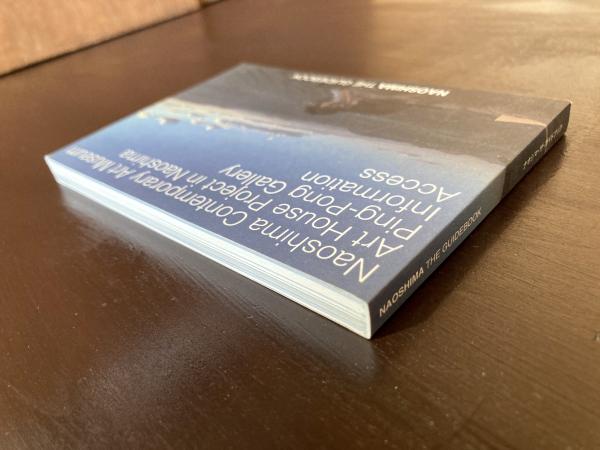 NAOSHIMA THE GUIDEBOOK
Naoshima Contemporary Art Museum
Art House Project in Naoshima
Ping-Pong Gallery
Information
Access
NAOSHIMA THE GUIDEBOOK